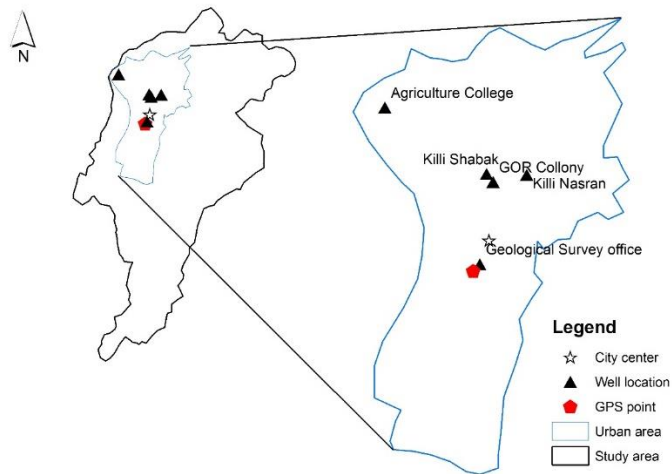 N
Agriculture College
Killi Shabak
GOR Collony
Killi Nasran
Geological Survey office
Legend
City center
Well location
GPS point
Urban area
Study area